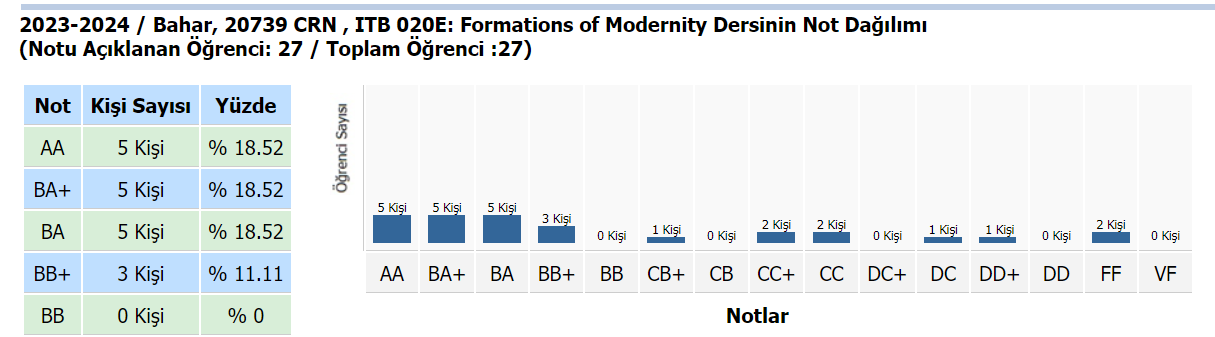 2023-2024 / Bahar, 20739 CRN , ITB 020E: Formations of Modernity Dersinin Not Dağılımı
(Notu Açıklanan Öğrenci: 27 / Toplam Öğrenci :27)
Not Kişi Sayısı Yüzde
AA 5 Kişi % 18.52
BA+ 5 Kişi % 18.52
BA 5 Kişi % 18.52
BB+ 3 Kişi % 11.11
BB 0 Kişi % 0
Öğrenci Sayısı
5 Kişi 5 Kişi 5 Kişi 3 Kişi 0 Kişi 1 Kişi 0 Kişi 2 Kişi 2 Kişi 0 Kişi 1 Kişi 1 Kişi 0 Kişi 2 Kişi 0 Kişi
AA BA+ BA BB+ BB CB+ CB CC+ CC DC+ DC DD+ DD FF VF
Notlar